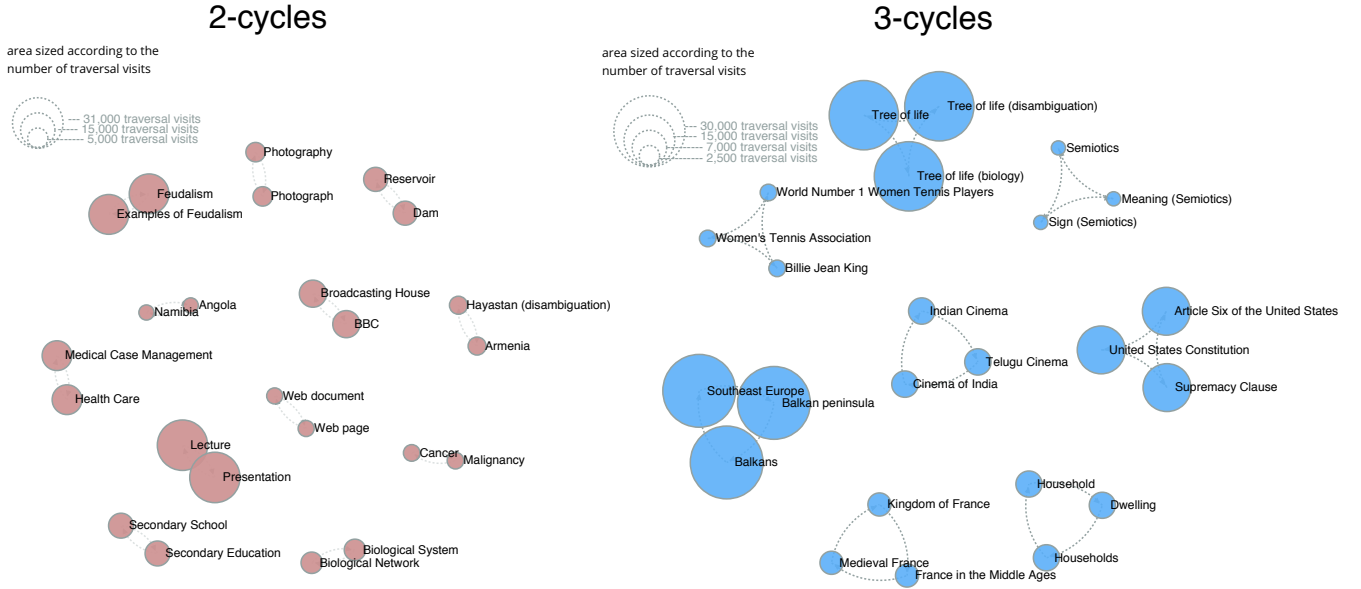 2-cycles
area sized according to the
number of traversal visits
31,000 traversal visits
15,000 traversal visits
5,000 traversal visits
Photography
Photograph
Reservoir
Dam
Feudalism
Examples of Feudalism
Angola
Namibia
Broadcasting House
BBC
Hayastan (disambiguation)
Armenia
Medical Case Management
Health Care
Web document
Web page
Lecture
Presentation
Cancer
Malignancy
Secondary School
Secondary Education
Biological System
Biological Network
3-cycles
area sized according to the
number of traversal visits
30,000 traversal visits
15,000 traversal visits
7,000 traversal visits
2,500 traversal visits
Tree of life
Tree of life (disambiguation)
Tree of life (biology)
Semiotics
Meaning (Semiotics)
Sign (Semiotics)
World Number 1 Women Tennis Players
Women's Tennis Association
Billie Jean King
Indian Cinema
Telugu Cinema
Cinema of India
Article Six of the United States
United States Constitution
Supremacy Clause
Southeast Europe
Balkan peninsula
Balkans
Kingdom of France
Medieval France
France in the Middle Ages
Household
Dwelling
Households